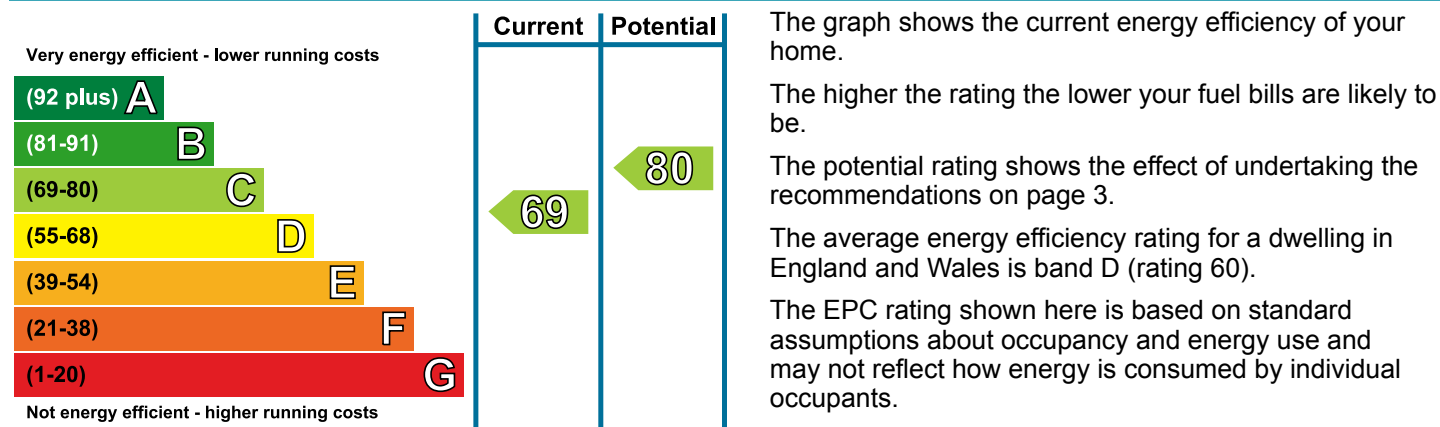 Current Potential
Very energy efficient - lower running costs
(92 plus) A
(81-91) B
(69-80) C
(55-68) D
(39-54) E
(21-38) F
(1-20) G
Not energy efficient - higher running costs
69
80
The graph shows the current energy efficiency of your
home.
The higher the rating the lower your fuel bills are likely to
be.
The potential rating shows the effect of undertaking the
recommendations on page 3.
The average energy efficiency rating for a dwelling in
England and Wales is band D (rating 60).
The EPC rating shown here is based on standard
assumptions about occupancy and energy use and
may not reflect how energy is consumed by individual
occupants.